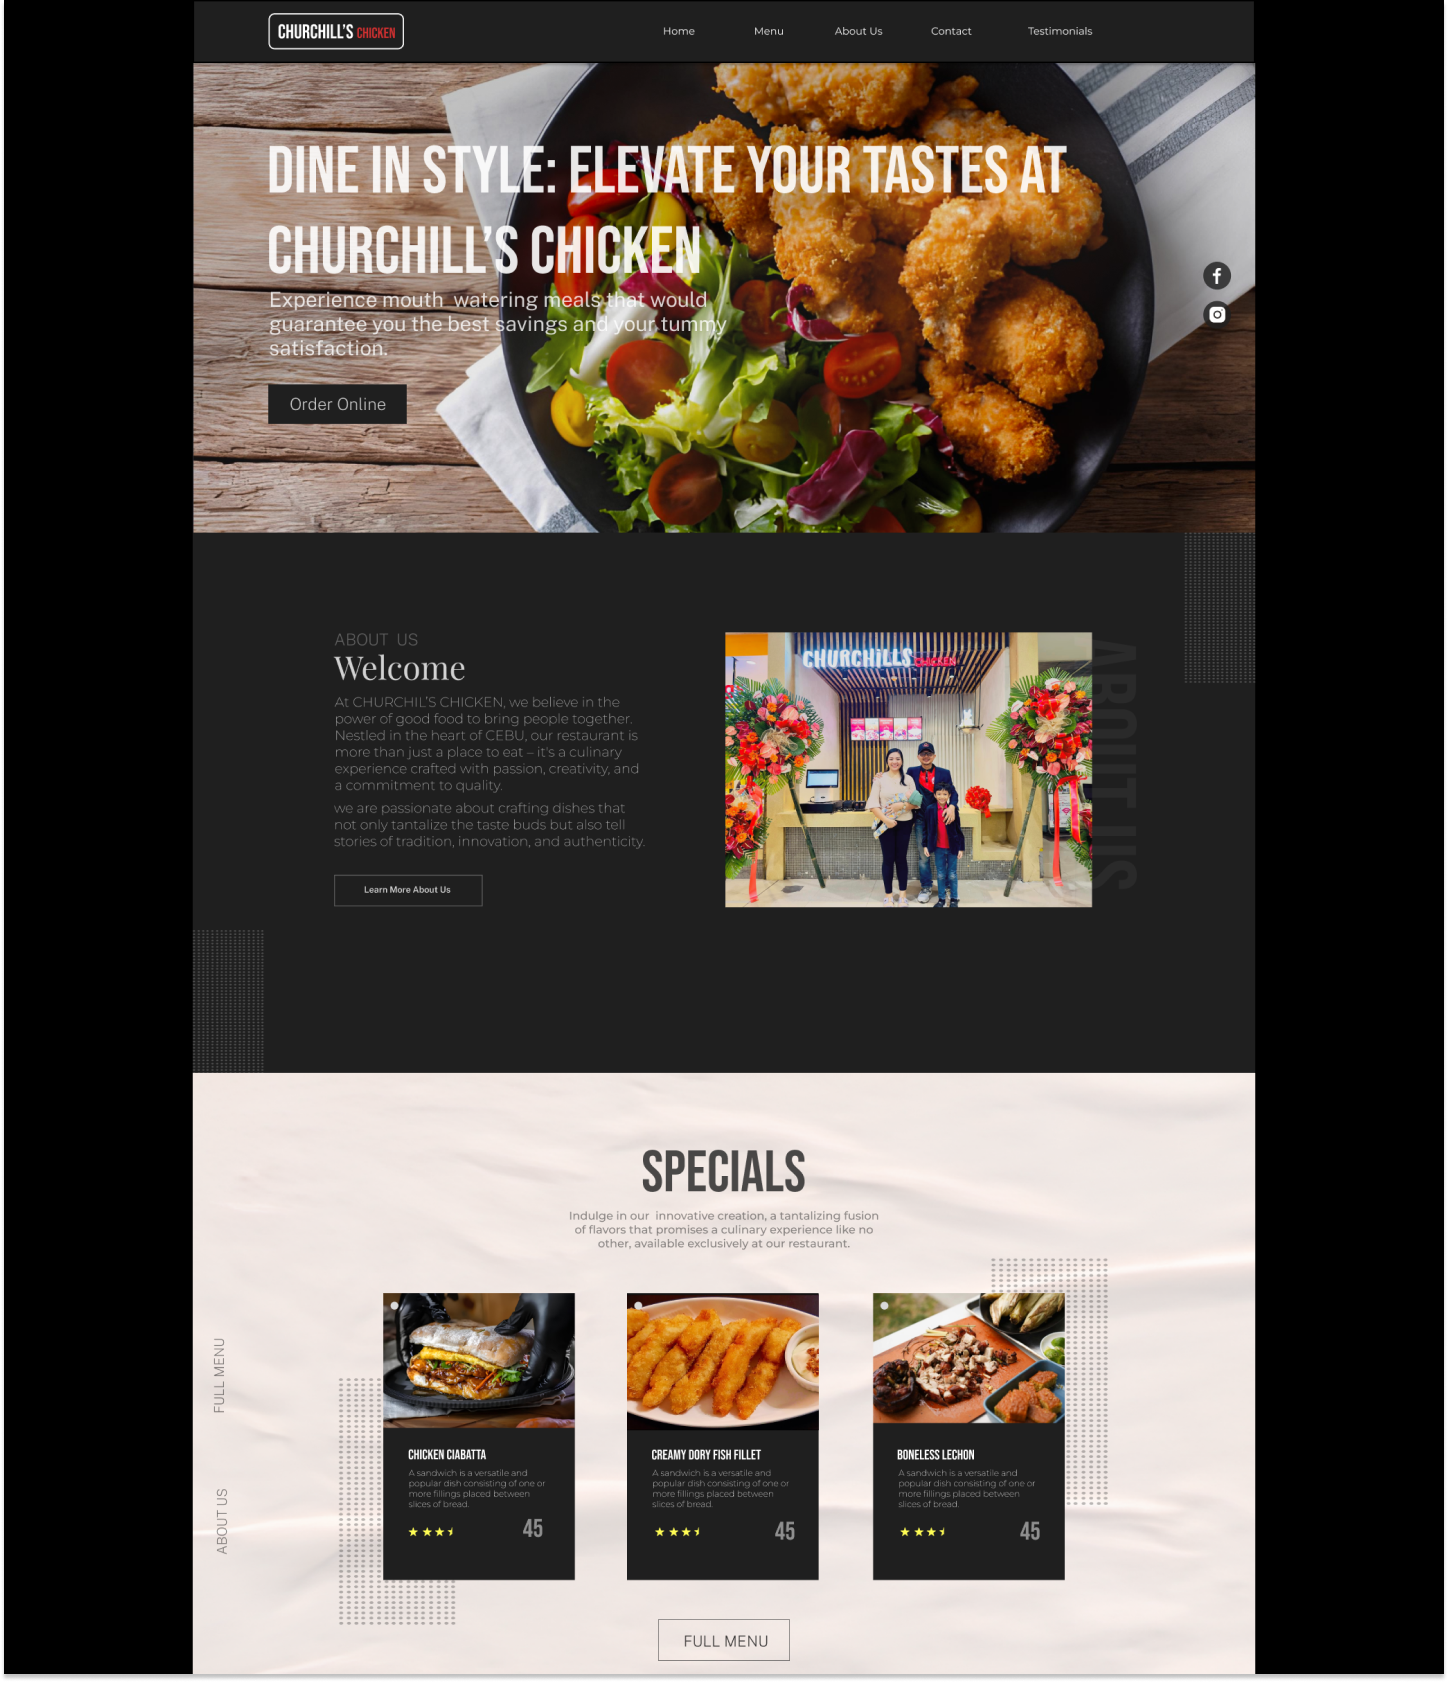 CHURCHILL'S CHICKEN
Home
Menu
About Us
Contact
Testimonials
DINE IN STYLE: ELEVATE YOUR TASTES AT
CHURCHILL'S CHICKEN
Experience mouth watering meals that would
guarantee you the best savings and your tummy
satisfaction.
Order Online
ABOUT US
Welcome
At CHURCHIL'S CHICKEN, we believe in the
power of good food to bring people together.
Nestled in the heart of CEBU, our restaurant is
more than just a place to eat – it's a culinary
experience crafted with passion, creativity, and
a commitment to quality.
we are passionate about crafting dishes that
not only tantalize the taste buds but also tell
stories of tradition, innovation, and authenticity.
Learn More About Us
CHURCHiLLS CHICKEN
ABOUT US
SPECIALS
Indulge in our innovative creation, a tantalizing fusion
of flavors that promises a culinary experience like no
other, available exclusively at our restaurant.
FULL MENU
ABOUT US
CHICKEN CIABATTA
A sandwich is a versatile and
popular dish consisting of one or
more fillings placed between
slices of bread.
45
CREAMY DORY FISH FILLET
A sandwich is a versatile and
popular dish consisting of one or
more fillings placed between
slices of bread.
45
BONELESS LECHON
A sandwich is a versatile and
popular dish consisting of one or
more fillings placed between
slices of bread.
45
FULL MENU